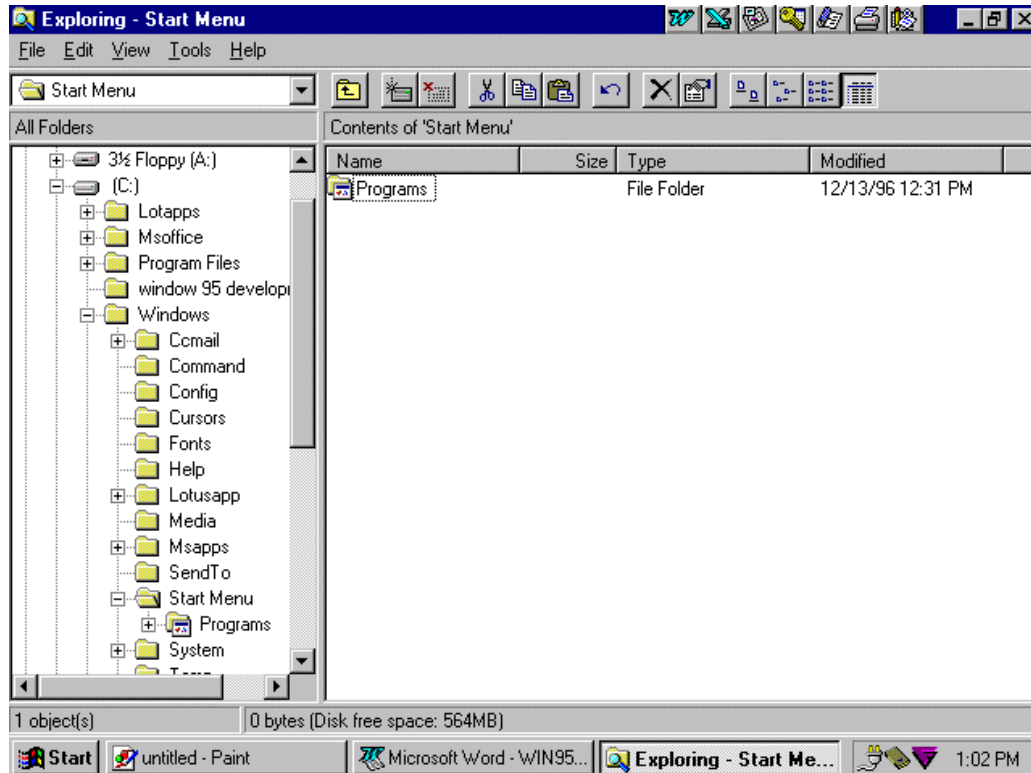 Exploring - Start Menu
File Edit View Tools Help
Start Menu
All Folders
Contents of 'Start Menu'
3½ Floppy (A:)
(C:)
Lotapps
Msoffice
Program Files
window 95 develop
Windows
Ccmail
Command
Config
Cursors
Fonts
Help
Lotusapp
Media
Msapps
SendTo
Start Menu
Programs
System
Name Size Type Modified
Programs File Folder 12/13/96 12:31 PM
1 object(s) 0 bytes (Disk free space: 564MB)
Start untitled - Paint Microsoft Word - WIN95... Exploring - Start Me... 1:02 PM